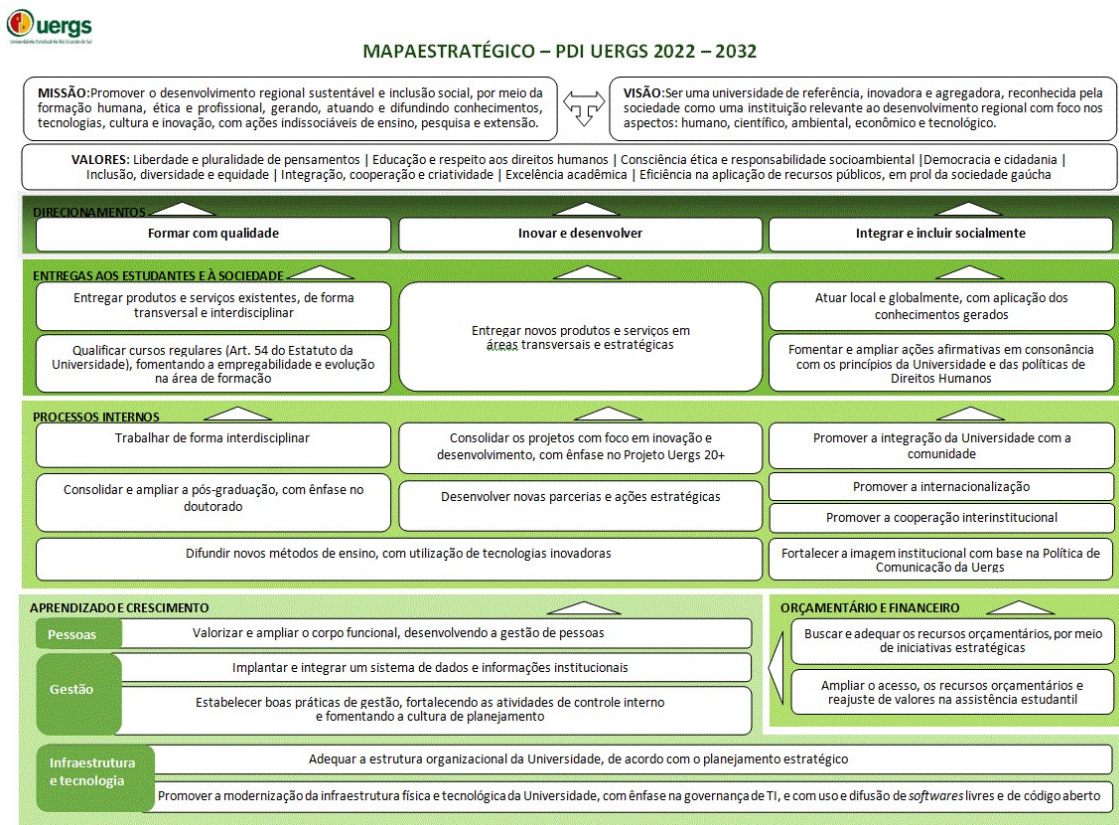 uergs
Universidade Estadual do Rio Grande do Sul
MAPAESTRATÉGICO – PDI UERGS 2022 – 2032
MISSÃO:Promover o desenvolvimento regional sustentável e inclusão social, por meio da
formação humana, ética e profissional, gerando, atuando e difundindo conhecimentos,
tecnologias, cultura e inovação, com ações indissociáveis de ensino, pesquisa e extensão.
VISÃO:Ser uma universidade de referência, inovadora e agregadora, reconhecida pela
sociedade como uma instituição relevante ao desenvolvimento regional com foco nos
aspectos: humano, científico, ambiental, econômico e tecnológico.
VALORES: Liberdade e pluralidade de pensamentos | Educação e respeito aos direitos humanos | Consciência ética e responsabilidade socioambiental |Democracia e cidadania |
Inclusão, diversidade e equidade | Integração, cooperação e criatividade | Excelência acadêmica | Eficiência na aplicação de recursos públicos, em prol da sociedade gaúcha
DIRECIONAMENTOS
Formar com qualidade
Inovar e desenvolver
Integrar e incluir socialmente
ENTREGAS AOS ESTUDANTES E À SOCIEDADE
Entregar produtos e serviços existentes, de forma
transversal e interdisciplinar
Qualificar cursos regulares (Art. 54 do Estatuto da
Universidade), fomentando a empregabilidade e evolução
na área de formação
Entregar novos produtos e serviços em
áreas transversais e estratégicas
Atuar local e globalmente, com aplicação dos
conhecimentos gerados
Fomentar e ampliar ações afirmativas em consonância
com os princípios da Universidade e das políticas de
Direitos Humanos
PROCESSOS INTERNOS
Trabalhar de forma interdisciplinar
Consolidar e ampliar a pós-graduação, com ênfase no
doutorado
Consolidar os projetos com foco em inovação e
desenvolvimento, com ênfase no Projeto Uergs 20+
Desenvolver novas parcerias e ações estratégicas
Difundir novos métodos de ensino, com utilização de tecnologias inovadoras
Promover a integração da Universidade com a
comunidade
Promover a internacionalização
Promover a cooperação interinstitucional
Fortalecer a imagem institucional com base na Política de
Comunicação da Uergs
APRENDIZADO E CRESCIMENTO
Pessoas
Valorizar e ampliar o corpo funcional, desenvolvendo a gestão de pessoas
Gestão
Implantar e integrar um sistema de dados e informações institucionais
Estabelecer boas práticas de gestão, fortalecendo as atividades de controle interno
e fomentando a cultura de planejamento
ORÇAMENTÁRIO E FINANCEIRO
Buscar e adequar os recursos orçamentários, por meio
de iniciativas estratégicas
Ampliar o acesso, os recursos orçamentários e
reajuste de valores na assistência estudantil
Infraestrutura
e tecnologia
Adequar a estrutura organizacional da Universidade, de acordo com o planejamento estratégico
Promover a modernização da infraestrutura física e tecnológica da Universidade, com ênfase na governança de TI, e com uso e difusão de softwares livres e de código aberto